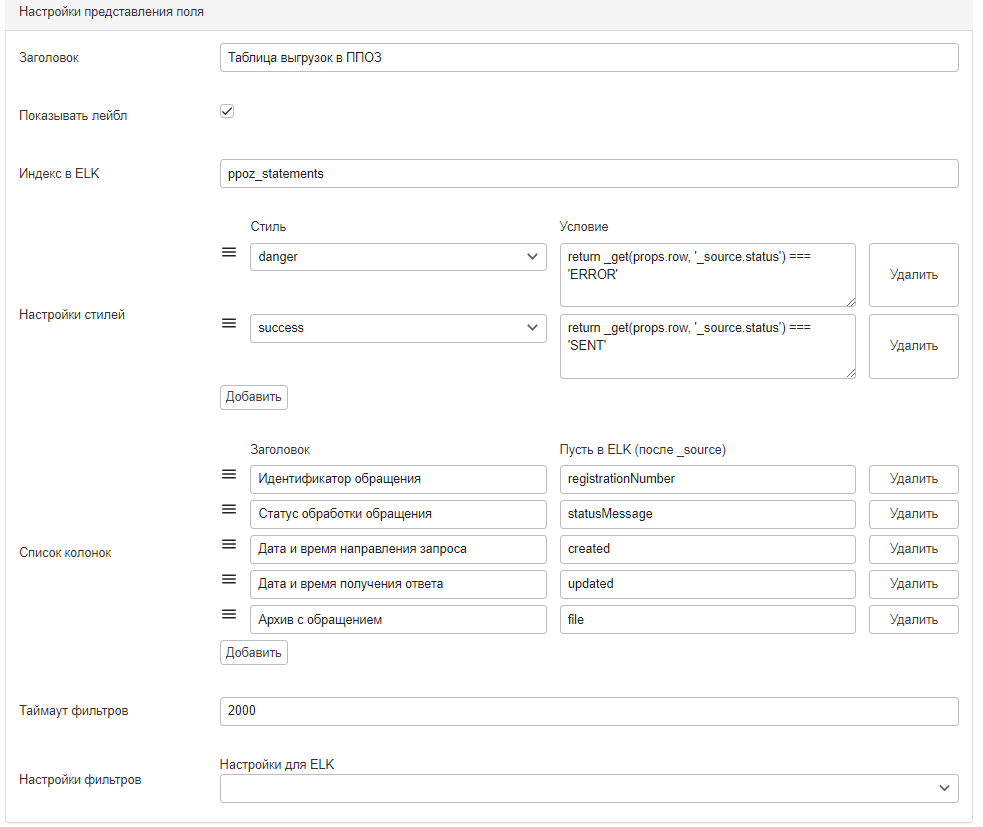 Настройки представления поля
Заголовок
Таблица выгрузок в ППОЗ
Показывать лейбл
Индекс в ELK
ppoz_statements
Стиль
Условие
danger
return _get(props.row, '_source.status') ===
'ERROR'
Удалить
Настройки стилей
success
return _get(props.row, '_source.status') ===
'SENT'
Удалить
Добавить
Заголовок
Пусть в ELK (после _source)
Идентификатор обращения
registrationNumber
Удалить
Статус обработки обращения
statusMessage
Удалить
Список колонок
Дата и время направления запроса
created
Удалить
Дата и время получения ответа
updated
Удалить
Архив с обращением
file
Удалить
Добавить
Таймаут фильтров
2000
Настройки фильтров
Настройки для ELK